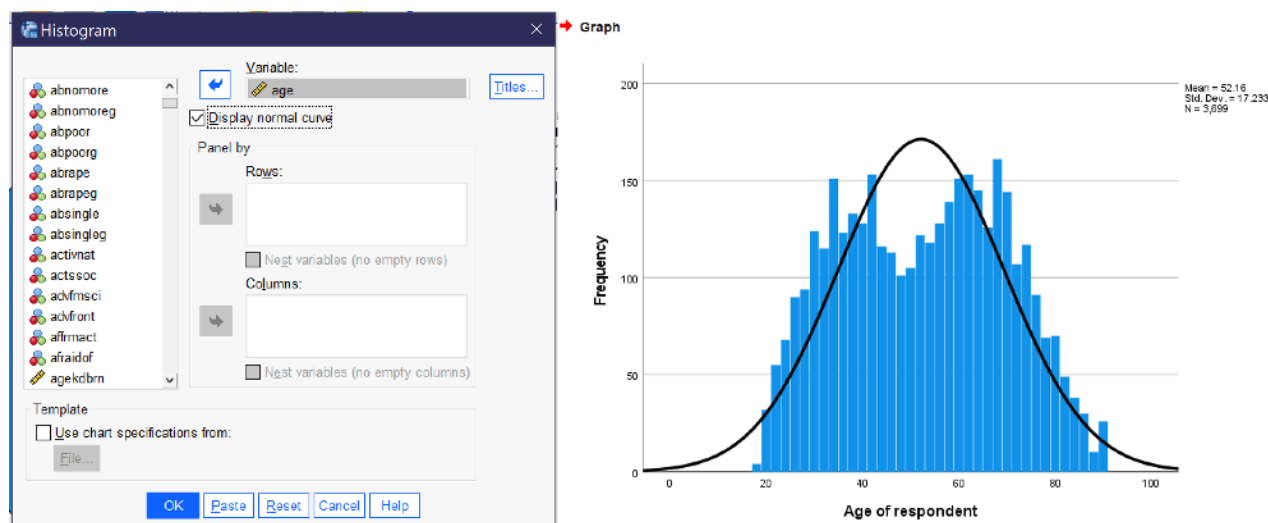 Histogram
Variable:
age
Titles...
Display normal curve
abnomore
abnomoreg
abpoor
abpoorg
abrape
abrapeg
absingle
absingleg
activnat
actssoc
advfmsci
advfront
affrmact
afraidof
agekdbrn
Panel by
Rows:
Nest variables (no empty rows)
Columns:
Nest variables (no empty columns)
Template
Use chart specifications from:
File...
OK Paste Reset Cancel Help
Graph
Mean = 52.16
Std. Dev. = 17.233
N = 3,699
Frequency
200
150
100
50
0
0 20 40 60 80 100
Age of respondent